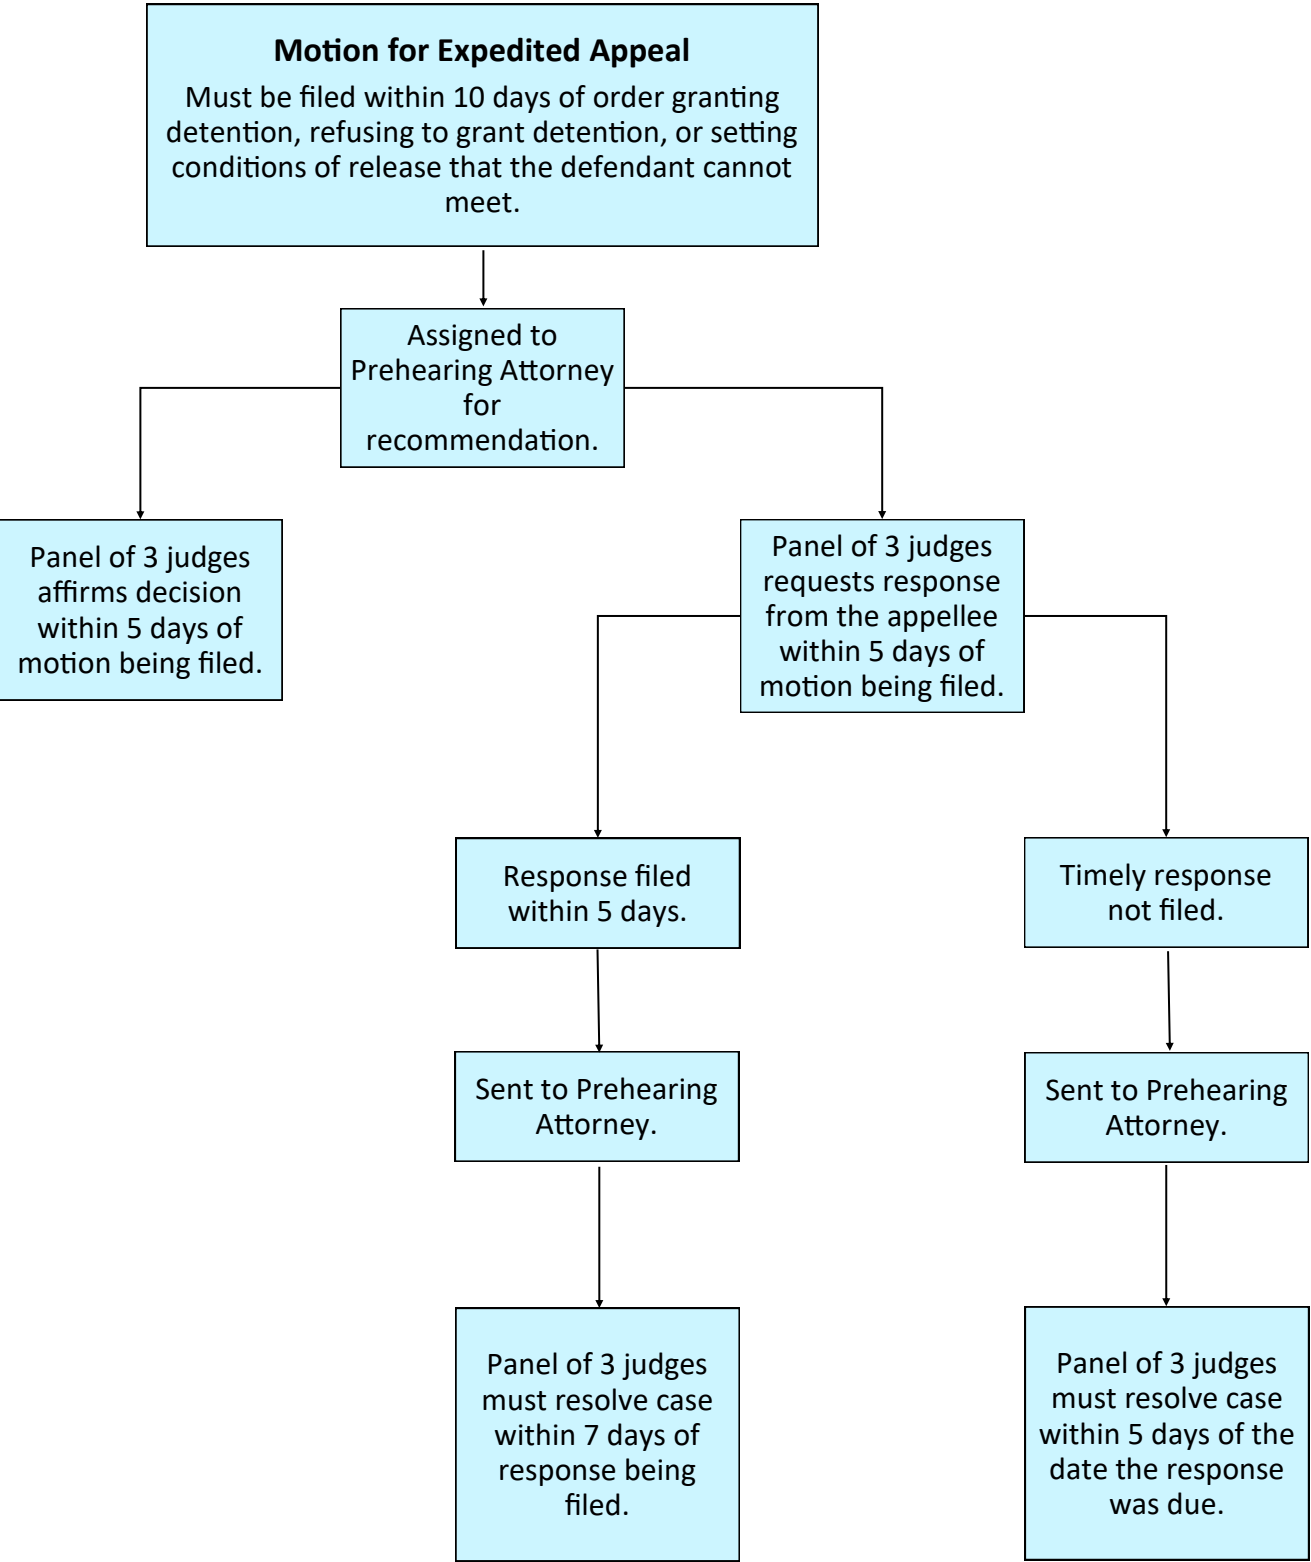 Motion for Expedited Appeal
Must be filed within 10 days of order granting
detention, refusing to grant detention, or setting
conditions of release that the defendant cannot
meet.
Assigned to
Prehearing Attorney
for
recommendation.
Panel of 3 judges
affirms decision
within 5 days of
motion being filed.
Panel of 3 judges
requests response
from the appellee
within 5 days of
motion being filed.
Response filed
within 5 days.
Timely response
not filed.
Sent to Prehearing
Attorney.
Sent to Prehearing
Attorney.
Panel of 3 judges
must resolve case
within 7 days of
response being
filed.
Panel of 3 judges
must resolve case
within 5 days of the
date the response
was due.